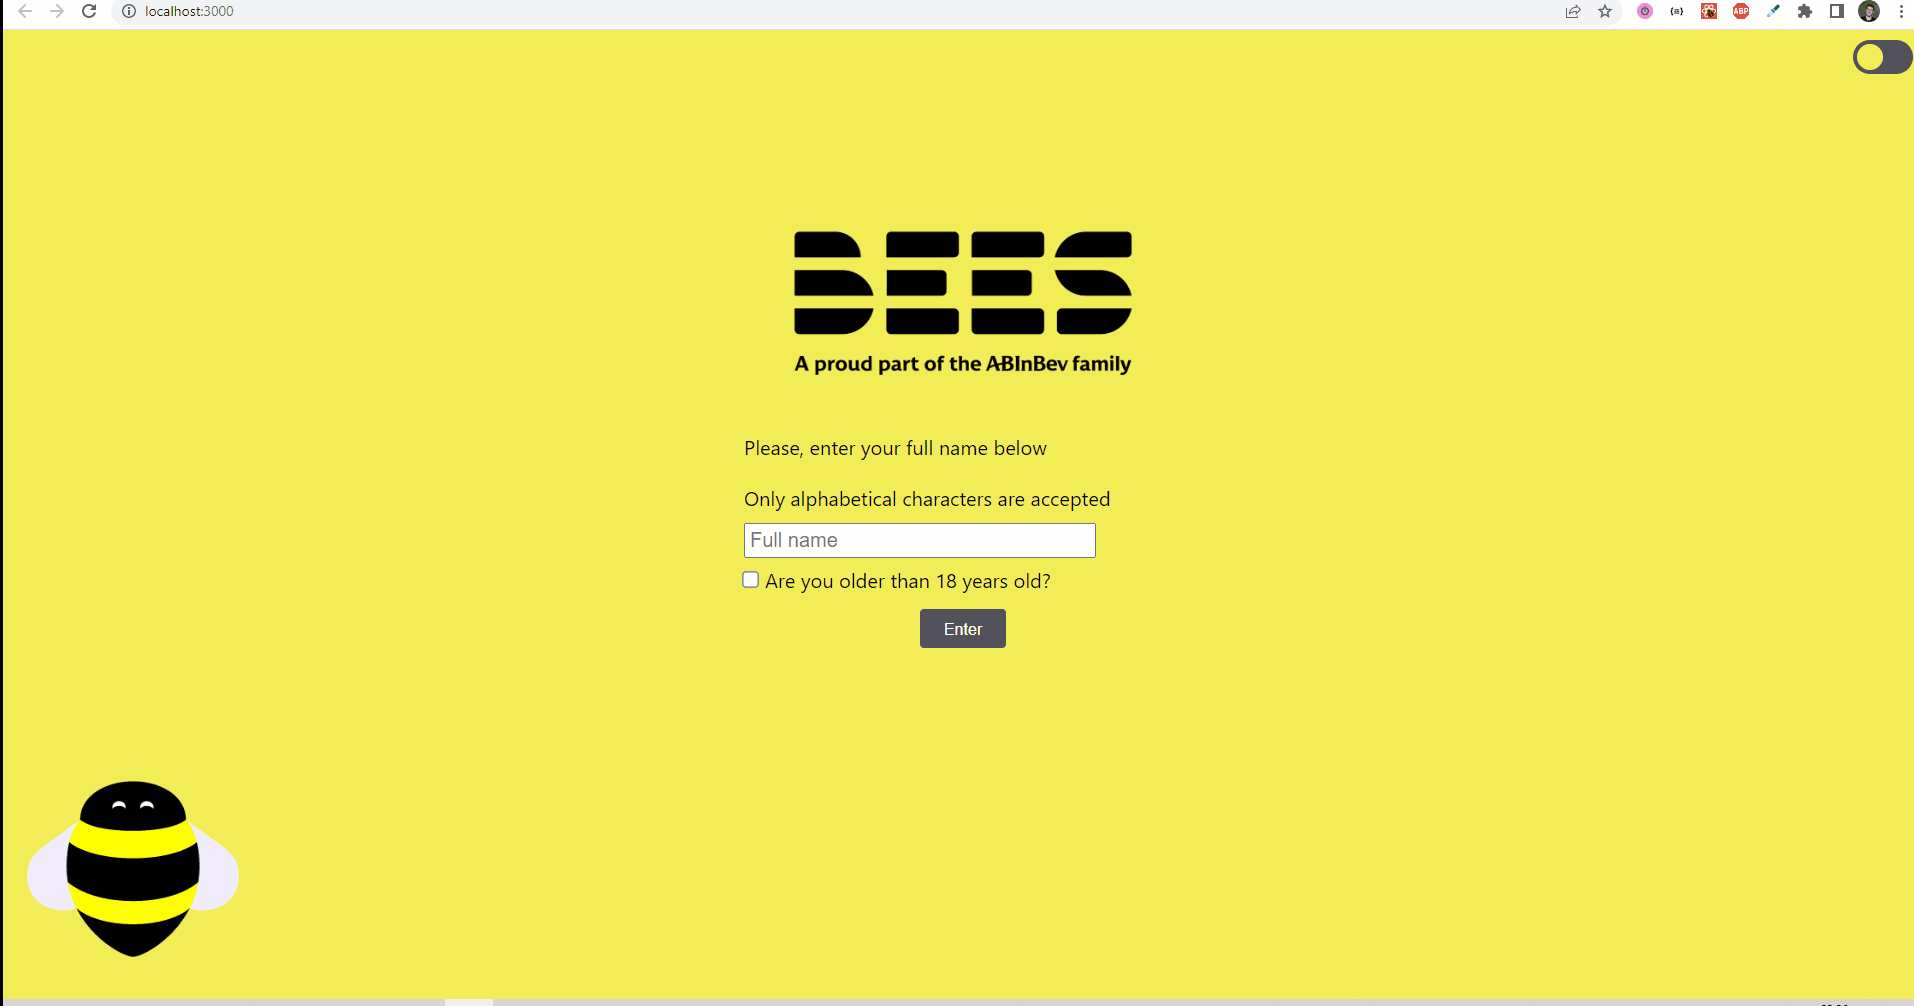 localhost:3000
ABP
BEES
A proud part of the ABInBev family
Please, enter your full name below
Only alphabetical characters are accepted
Full name
Are you older than 18 years old?
Enter